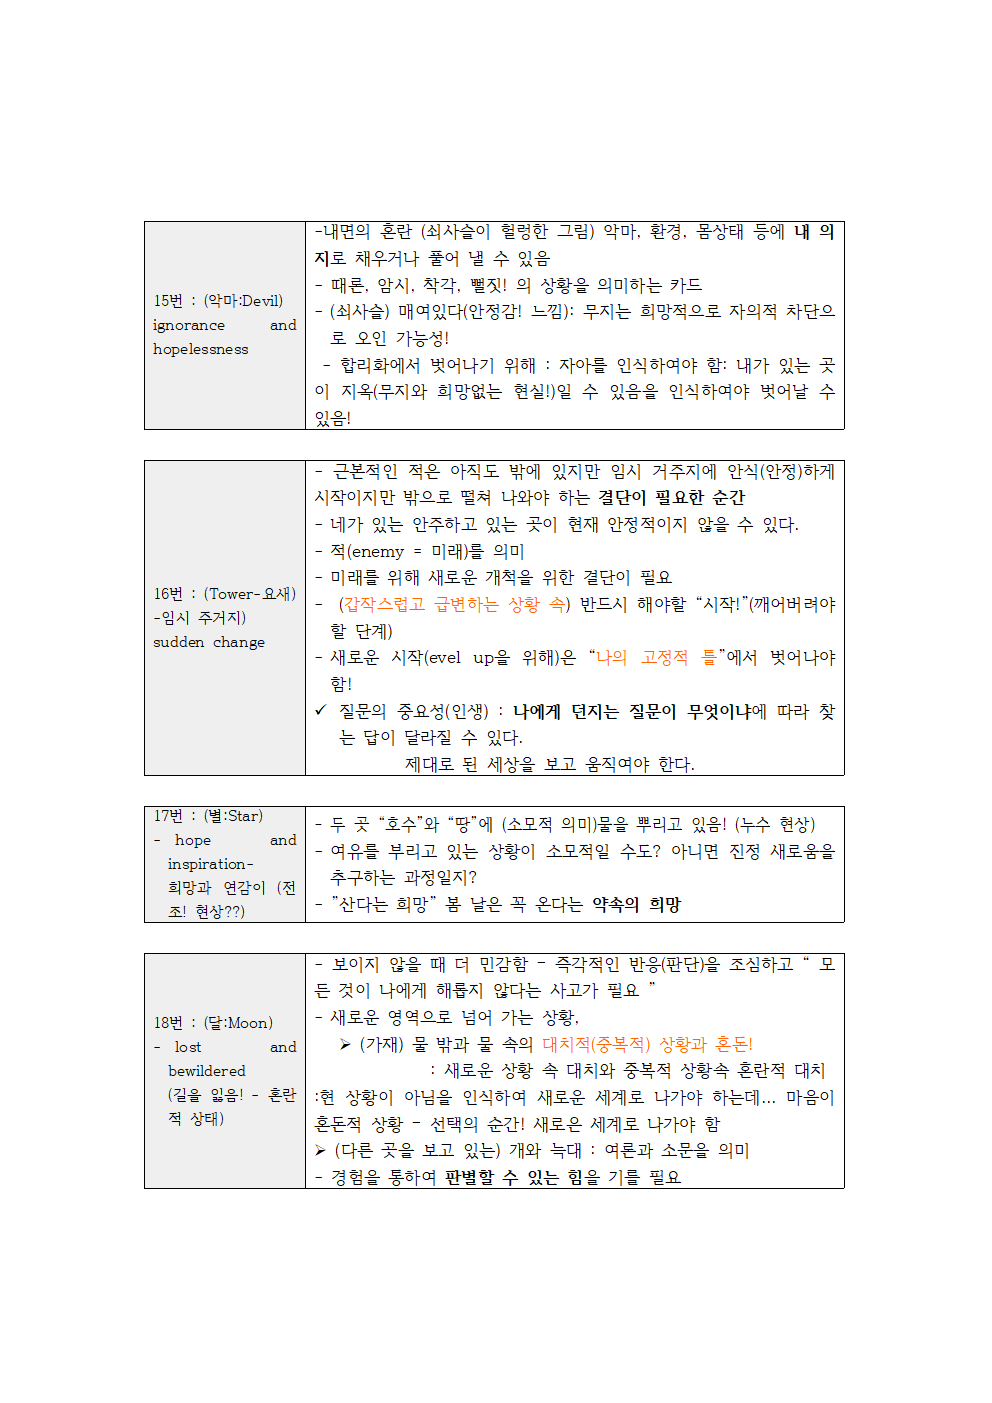 15번 : (악마:Devil)
ignorance and
hopelessness
-내면의 혼란 (쇠사슬이 헐렁한 그림) 악마, 환경, 몸상태 등에 내 의
지로 채우거나 풀어 낼 수 있음
- 때론, 암시, 착각, 뻘짓! 의 상황을 의미하는 카드
- (쇠사슬) 매여있다(안정감! 느낌): 무지는 희망적으로 자의적 차단으
로 오인 가능성!
- 합리화에서 벗어나기 위해 : 자아를 인식하여야 함: 내가 있는 곳
이 지옥(무지와 희망없는 현실!)일 수 있음을 인식하여야 벗어날 수
있음!
16번 : (Tower-요새)
-임시 주거지)
sudden change
- 근본적인 적은 아직도 밖에 있지만 임시 거주지에 안식(안정)하게
시작이지만 밖으로 떨쳐 나와야 하는 결단이 필요한 순간
- 네가 있는 안주하고 있는 곳이 현재 안정적이지 않을 수 있다.
- 적(enemy = 미래)를 의미
- 미래를 위해 새로운 개척을 위한 결단이 필요
- (갑작스럽고 급변하는 상황 속) 반드시 해야할 “시작!”(깨어버려야
할 단계)
- 새로운 시작(evel up을 위해)은 “나의 고정적 틀”에서 벗어나야
함!
✓ 질문의 중요성(인생) : 나에게 던지는 질문이 무엇이냐에 따라 찾
는 답이 달라질 수 있다.
제대로 된 세상을 보고 움직여야 한다.
17번 : (별:Star)
- hope and
inspiration-
희망과 연감이 (전
조! 현상??)
- 두 곳 “호수”와 “땅”에 (소모적 의미)물을 뿌리고 있음! (누수 현상)
- 여유를 부리고 있는 상황이 소모적일 수도? 아니면 진정 새로움을
추구하는 과정일지?
- ”산다는 희망” 봄 날은 꼭 온다는 약속의 희망
18번 : (달:Moon)
- lost and
bewildered
(길을 잃음! - 혼란
적 상태)
- 보이지 않을 때 더 민감함 – 즉각적인 반응(판단)을 조심하고 “ 모
든 것이 나에게 해롭지 않다는 사고가 필요 ”
- 새로운 영역으로 넘어 가는 상황,
➢ (가재) 물 밖과 물 속의 대치적(중복적) 상황과 혼돈!
: 새로운 상황 속 대치와 중복적 상황속 혼란적 대치
:현 상황이 아님을 인식하여 새로운 세계로 나가야 하는데... 마음이
혼돈적 상황 – 선택의 순간! 새로운 세계로 나가야 함
➢ (다른 곳을 보고 있는) 개와 늑대 : 여론과 소문을 의미
- 경험을 통하여 판별할 수 있는 힘을 기를 필요